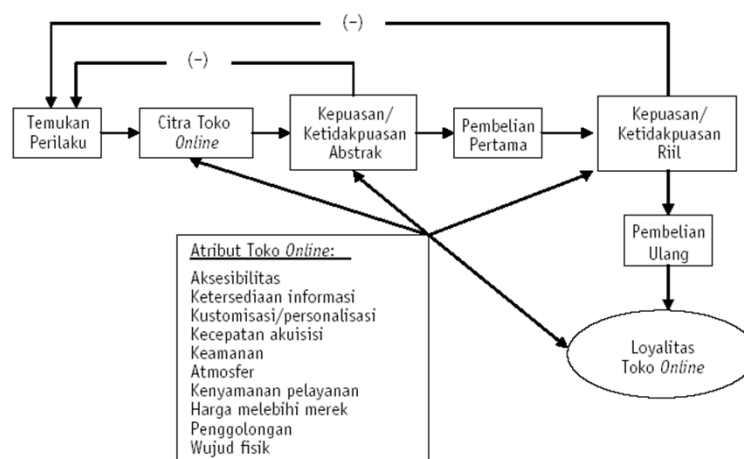 (-)
(-)
Temukan
Perilaku
Citra Toko
Online
Kepuasan/
Ketidakpuasan
Abstrak
Pembelian
Pertama
Kepuasan/
Ketidakpuasan
Riil
Pembelian
Ulang
Loyalitas
Toko Online
Atribut Toko Online:
Aksesibilitas
Ketersediaan informasi
Kustomisasi/personalisasi
Kecepatan akuisisi
Keamanan
Atmosfer
Kenyamanan pelayanan
Harga melebihi merek
Penggolongan
Wujud fisik